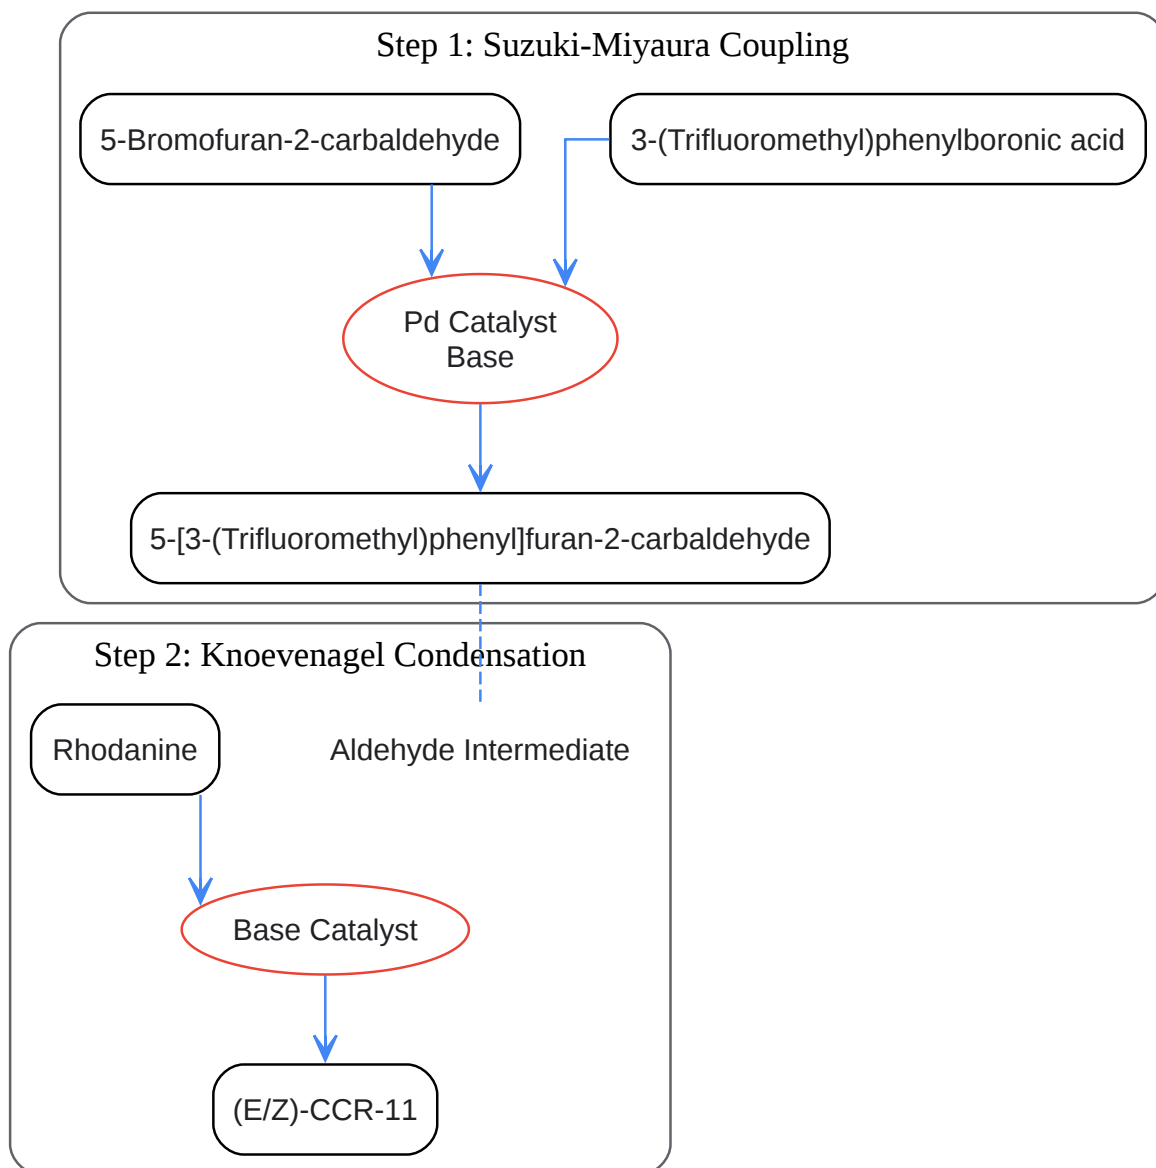 Step 1: Suzuki-Miyaura Coupling
5-Bromofuran-2-carbaldehyde
3-(Trifluoromethyl)phenylboronic acid
Pd Catalyst
Base
5-[3-(Trifluoromethyl)phenyl]furan-2-carbaldehyde
Step 2: Knoevenagel Condensation
Rhodanine
Aldehyde Intermediate
Base Catalyst
(E/Z)-CCR-11